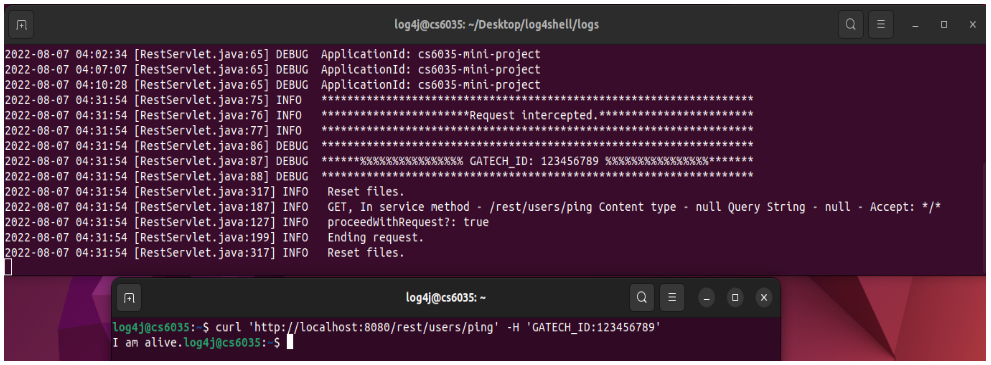 log4j@cs6035: ~/Desktop/log4shell/logs
2022-08-07 04:02:34 [RestServlet.java:65] DEBUG  ApplicationId: cs6035-mini-project
2022-08-07 04:07:07 [RestServlet.java:65] DEBUG  ApplicationId: cs6035-mini-project
2022-08-07 04:10:28 [RestServlet.java:65] DEBUG  ApplicationId: cs6035-mini-project
2022-08-07 04:31:54 [RestServlet.java:75] INFO   *******************************************************************
2022-08-07 04:31:54 [RestServlet.java:76] INFO   ***********************Request intercepted.************************
2022-08-07 04:31:54 [RestServlet.java:77] INFO   *******************************************************************
2022-08-07 04:31:54 [RestServlet.java:86] DEBUG  *******************************************************************
2022-08-07 04:31:54 [RestServlet.java:87] DEBUG  ******%%%%%%%%%%%%%%%% GATECH_ID: 123456789 %%%%%%%%%%%%%%%%*******
2022-08-07 04:31:54 [RestServlet.java:88] DEBUG  *******************************************************************
2022-08-07 04:31:54 [RestServlet.java:317] INFO   Reset files.
2022-08-07 04:31:54 [RestServlet.java:187] INFO   GET, In service method - /rest/users/ping Content type - null Query String - null - Accept: */*
2022-08-07 04:31:54 [RestServlet.java:127] INFO   proceedWithRequest?: true
2022-08-07 04:31:54 [RestServlet.java:199] INFO   Ending request.
2022-08-07 04:31:54 [RestServlet.java:317] INFO   Reset files.
log4j@cs6035: ~
log4j@cs6035:~$ curl 'http://localhost:8080/rest/users/ping' -H 'GATECH_ID:123456789'
I am alive.log4j@cs6035:~$